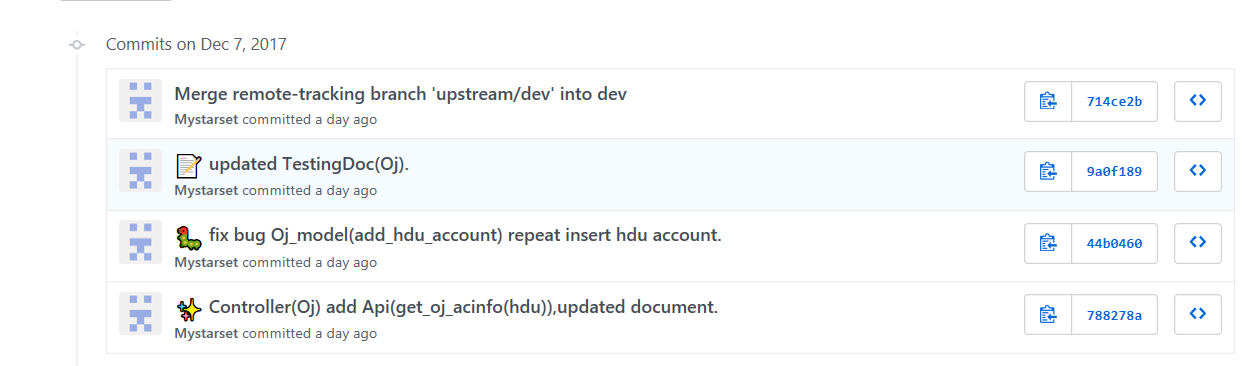 Commits on Dec 7, 2017
Merge remote-tracking branch 'upstream/dev' into dev
714ce2b
Mystarset committed a day ago
📝 updated TestingDoc(Oj).
9a0f189
Mystarset committed a day ago
🐛 fix bug Oj_model(add_hdu_account) repeat insert hdu account.
44b0460
Mystarset committed a day ago
✨ Controller(Oj) add Api(get_oj_acinfo(hdu)),updated document.
788278a
Mystarset committed a day ago